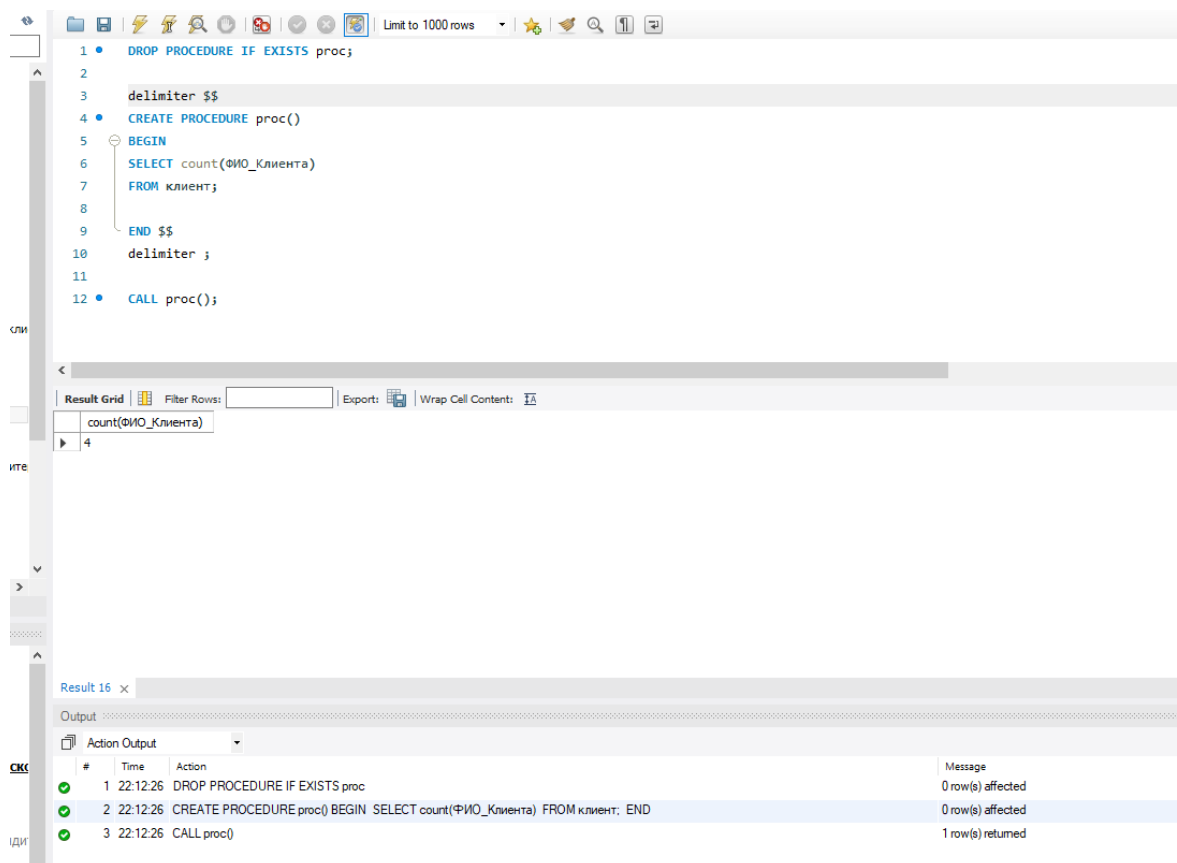 Limit to 1000 rows
1 DROP PROCEDURE IF EXISTS proc;
2
3 delimiter $$
4 CREATE PROCEDURE proc()
5 BEGIN
6 SELECT count(ФИО_Клиента)
7 FROM клиент;
8
9 END $$
10 delimiter ;
11
12 CALL proc();
кли
ите
ско
иди
Result Grid Filter Rows: Export: Wrap Cell Content:
count(ФИО_Клиента)
4
Result 16
Output
Action Output
# Time Action Message
1 22:12:26 DROP PROCEDURE IF EXISTS proc 0 row(s) affected
2 22:12:26 CREATE PROCEDURE proc() BEGIN SELECT count(ФИО_Клиента) FROM клиент; END 0 row(s) affected
3 22:12:26 CALL proc() 1 row(s) returned